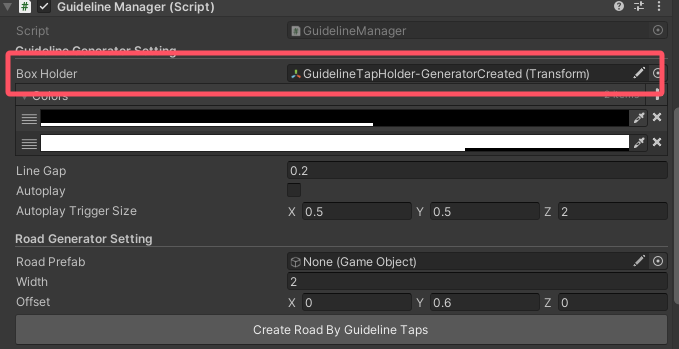 # Guideline Manager (Script)
Script GuidelineManager
Guideline Generator Setting
Box Holder GuidelineTapHolder-GeneratorCreated (Transform)
Colors 2 items +
Line Gap 0.2
Autoplay
Autoplay Trigger Size X 0.5 Y 0.5 Z 2
Road Generator Setting
Road Prefab None (Game Object)
Width 2
Offset X 0 Y 0.6 Z 0
Create Road By Guideline Taps